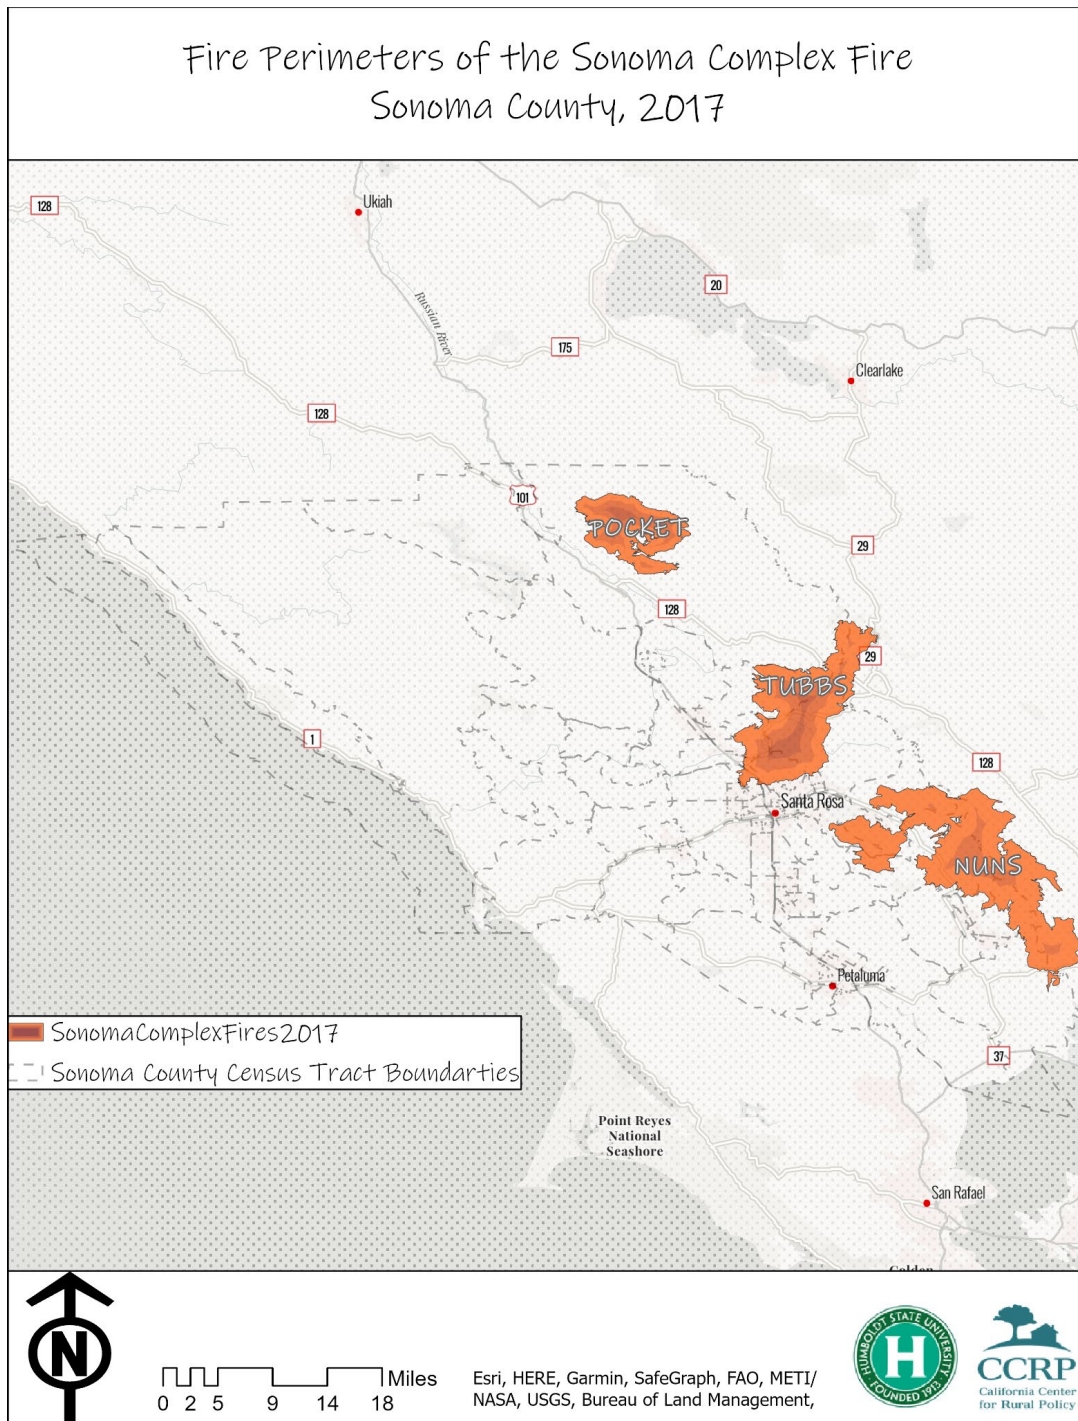 Fire Perimeters of the Sonoma Complex Fire
Sonoma County, 2017
128
Ukiah
Russian River
20
175
Clearlake
128
101
POCKET
29
128
29
TUBBS
1
128
Santa Rosa
NUNS
Petaluma
SonomaComplexFires2017
Sonoma County Census Tract Boundarties
37
Point Reyes
National
Seashore
San Rafael
N
Miles
0 2 5 9 14 18
Esri, HERE, Garmin, SafeGraph, FAO, METI/
NASA, USGS, Bureau of Land Management,
HUMBOLDT STATE UNIVERSITY
H
FOUNDED 1913
CCRP
California Center
for Rural Policy